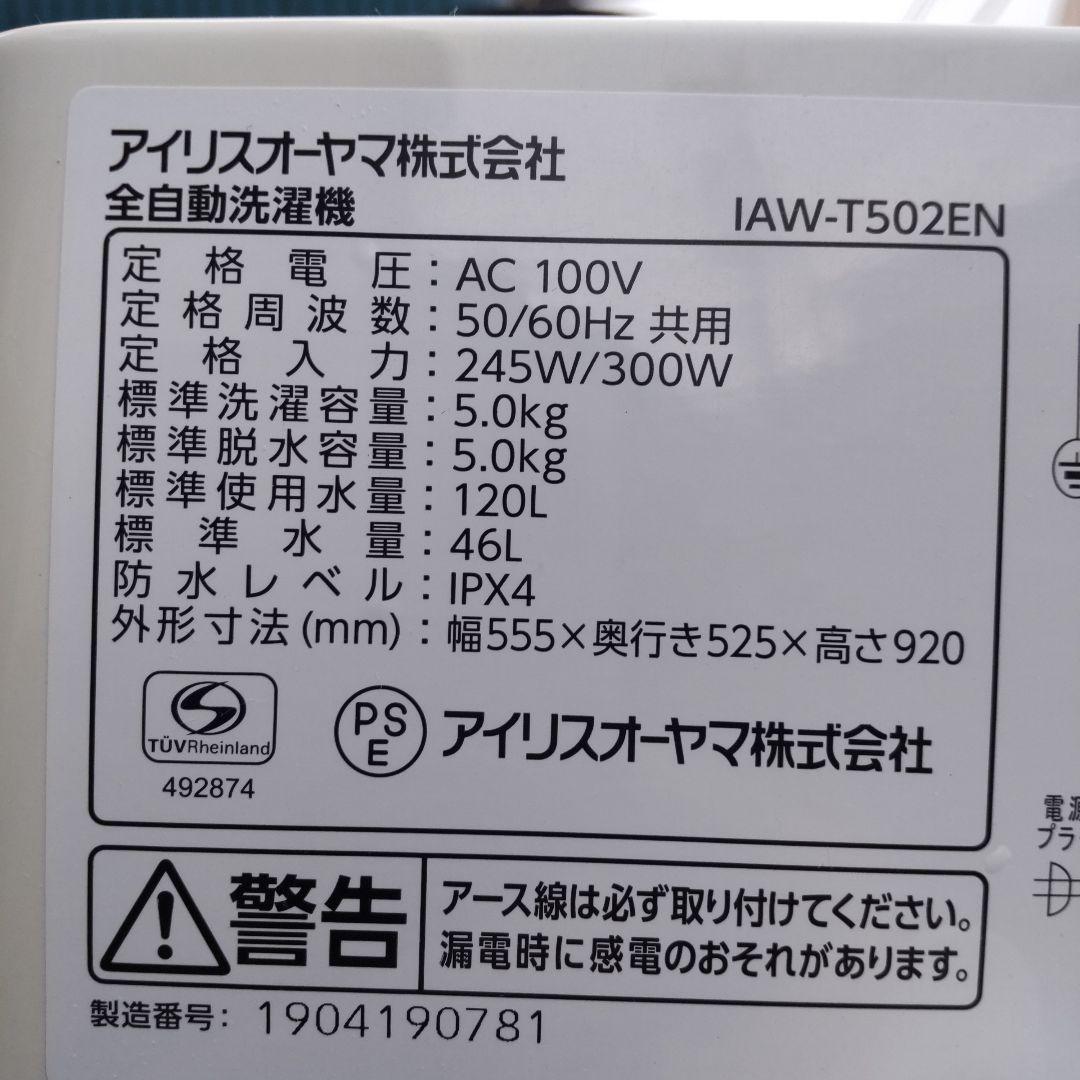 アイリスオーヤマ株式会社
全自動洗濯機 IAW-T502EN
定格電圧：AC 100V
定格周波数：50/60Hz 共用
定格入力：245W/300W
標準洗濯容量：5.0kg
標準脱水容量：5.0kg
標準使用水量：120L
標準水量：46L
防水レベル：IPX4
外形寸法(mm)：幅555×奥行き525×高さ920
TÜVRheinland
492874
PSE アイリスオーヤマ株式会社
電源
プラ
警告
アース線は必ず取り付けてください。
漏電時に感電のおそれがあります。
製造番号：1904190781